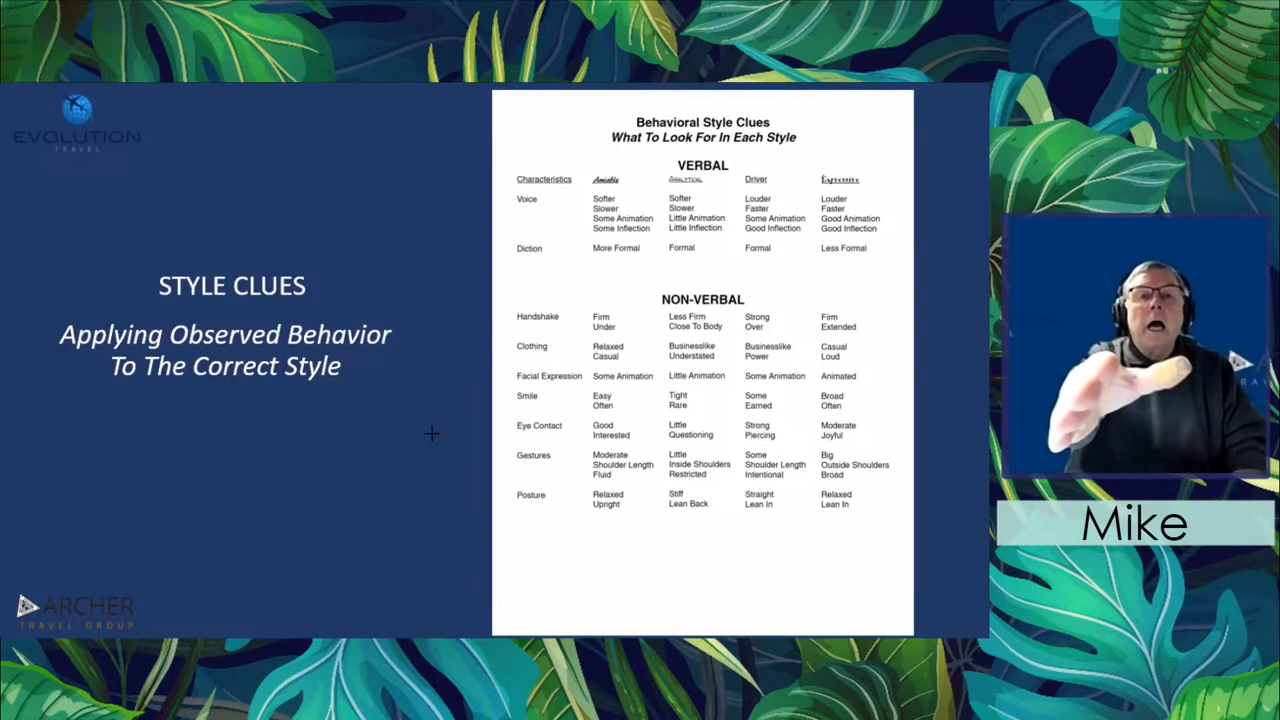 EVOLUTION
TRAVEL
STYLE CLUES
Applying Observed Behavior
To The Correct Style
ARCHER
TRAVEL GROUP
Behavioral Style Clues
What To Look For In Each Style
VERBAL
Characteristics Amiable Analytical Driver Expressive
Voice Softer Softer Louder Louder
Slower Slower Faster Faster
Some Animation Little Animation Some Animation Good Animation
Some Inflection Little Inflection Good Inflection Good Inflection
Diction More Formal Formal Formal Less Formal
NON-VERBAL
Handshake Firm Less Firm Strong Firm
Under Close To Body Over Extended
Clothing Relaxed Businesslike Businesslike Casual
Casual Understated Power Loud
Facial Expression Some Animation Little Animation Some Animation Animated
Smile Easy Tight Some Broad
Often Rare Earned Often
Eye Contact Good Little Strong Moderate
Interested Questioning Piercing Joyful
Gestures Moderate Little Some Big
Shoulder Length Inside Shoulders Shoulder Length Outside Shoulders
Fluid Restricted Intentional Broad
Posture Relaxed Stiff Straight Relaxed
Upright Lean Back Lean In Lean In
Mike